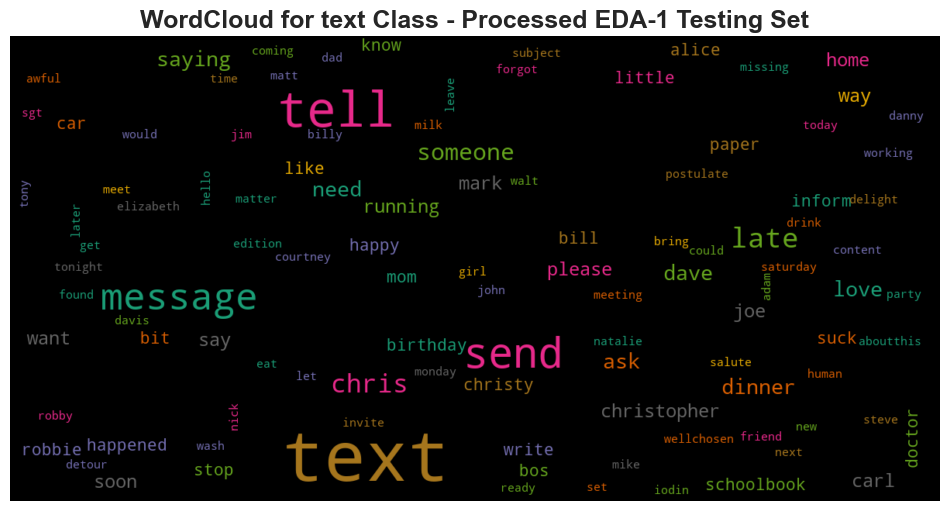 WordCloud for text Class - Processed EDA-1 Testing Set
saying coming dad know subject alice home
awful time matt forgot little missing
sgt car would jim billy leave milk way today danny
like someone paper working
tony meet hello matter need mark walt postulate
later elizabeth running inform delight
get edition happy bill bring could late drink content
tonight courtney mom girl please dave saturday
found message john meeting adam love party
davis joe
want bit say birthday send natalie suck aboutthis
eat let monday ask salute human
chris christy dinner
robby nick invite christopher steve
robbie happened wash text write wellchosen friend new doctor
detour stop bos mike next
soon ready set iodin schoolbook carl